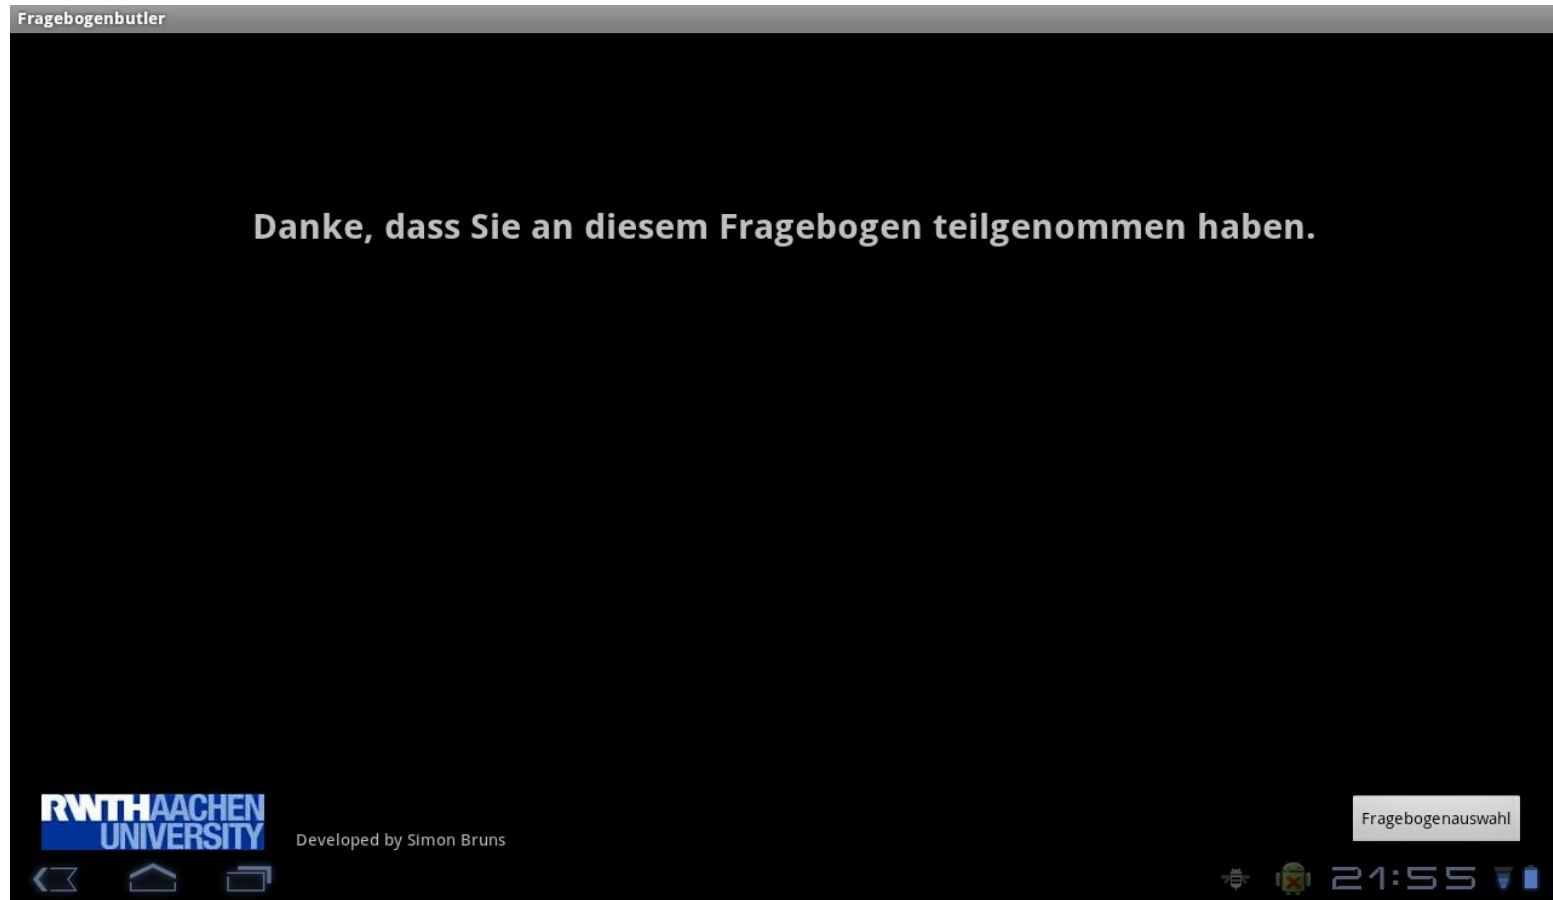 Fragebogenbutler
Danke, dass Sie an diesem Fragebogen teilgenommen haben.
RWTHAACHEN
UNIVERSITY
Developed by Simon Bruns
Fragebogenauswahl
21:55